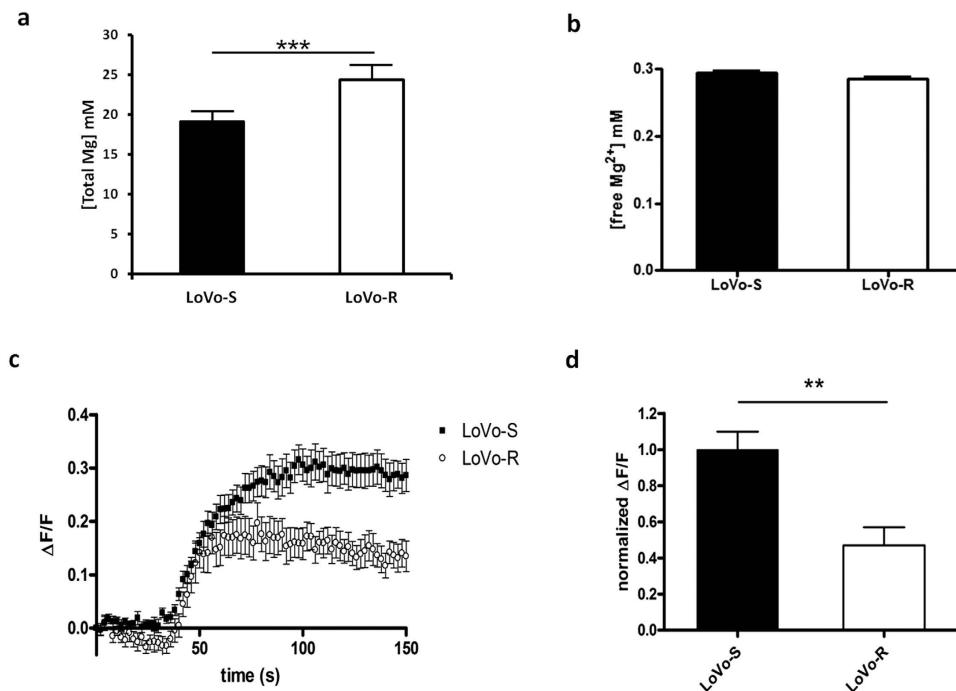 a
***
[Total Mg] mM
30
25
20
15
10
5
0
LoVo-S
LoVo-R
b
[free Mg²⁺] mM
0.3
0.2
0.1
0.0
LoVo-S
LoVo-R
c
ΔF/F
0.4
0.3
0.2
0.1
0.0
50
100
150
time (s)
LoVo-S
LoVo-R
d
**
normalized ΔF/F
1.2
1.0
0.8
0.6
0.4
0.2
0.0
LoVo-S
LoVo-R